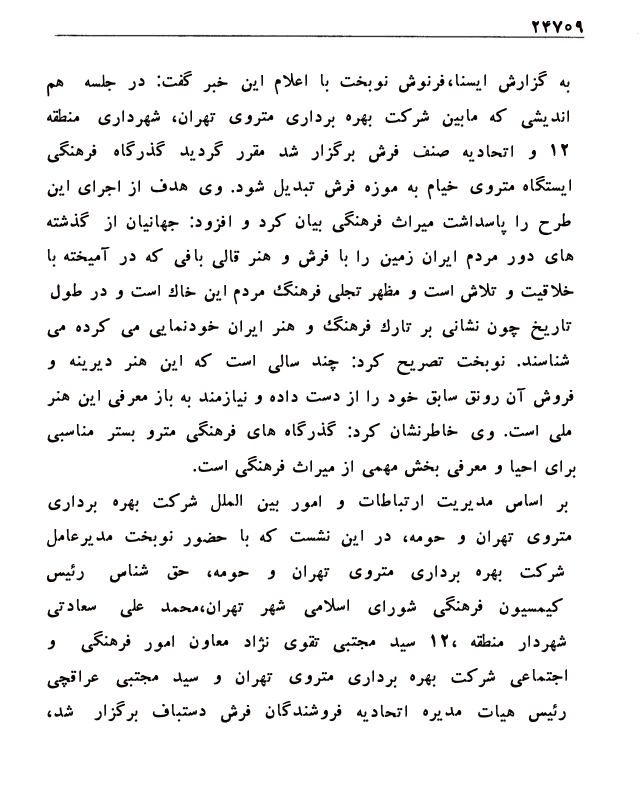 ۲۴۷۰۹
به گزارش ایسنا،فرنوش نوبخت با اعلام این خبر گفت: در جلسه هم
اندیشی که مابین شرکت بهره برداری متروی تهران، شهرداری منطقه
۱۲ و اتحادیه صنف فرش برگزار شد مقرر گردید گذرگاه فرهنگی
ایستگاه متروی خیام به موزه فرش تبدیل شود. وی هدف از اجرای این
طرح را پاسداشت میراث فرهنگی بیان کرد و افزود: جهانیان از گذشته
های دور مردم ایران زمین را با فرش و هنر قالی بافی که در آمیخته با
خلاقیت و تلاش است و مظهر تجلی فرهنگ مردم این خاک است و در طول
تاریخ چون نشانی بر تارک فرهنگ و هنر ایران خودنمایی می کرده می
شناسند. نوبخت تصریح کرد: چند سالی است که این هنر دیرینه و
فروش آن رونق سابق خود را از دست داده و نیازمند به باز معرفی این هنر
ملی است. وی خاطرنشان کرد: گذرگاه های فرهنگی مترو بستر مناسبی
برای احیا و معرفی بخش مهمی از میراث فرهنگی است.
بر اساس مدیریت ارتباطات و امور بین الملل شرکت بهره برداری
متروی تهران و حومه، در این نشست که با حضور نوبخت مدیرعامل
شرکت بهره برداری متروی تهران و حومه، حق شناس رئیس
کیمسیون فرهنگی شورای اسلامی شهر تهران،محمد علی سعادتی
شهردار منطقه ۱۲، سید مجتبی تقوی نژاد معاون امور فرهنگی و
اجتماعی شرکت بهره برداری متروی تهران و سید مجتبی عراقچی
رئیس هیات مدیره اتحادیه فروشندگان فرش دستباف برگزار شد،